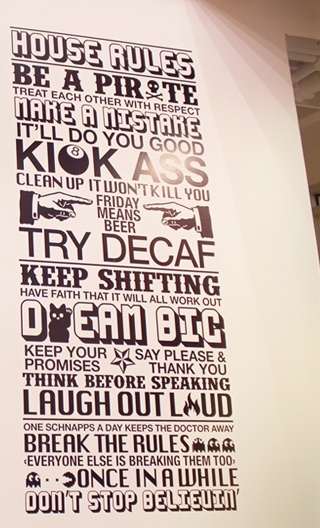 HOUSE RULES
BE A PIRATE
TREAT EACH OTHER WITH RESPECT
MAKE A MISTAKE
IT'LL DO YOU GOOD
KICK ASS
8
CLEAN UP IT WON'T KILL YOU
FRIDAY
MEANS
BEER
TRY DECAF
KEEP SHIFTING
HAVE FAITH THAT IT WILL ALL WORK OUT
DREAM BIG
KEEP YOUR PROMISES
SAY PLEASE & THANK YOU
THINK BEFORE SPEAKING
LAUGH OUT LOUD
ONE SCHNAPPS A DAY KEEPS THE DOCTOR AWAY
BREAK THE RULES
(EVERYONE ELSE IS BREAKING THEM TOO)
ONCE IN A WHILE
DON'T STOP BELIEVIN'